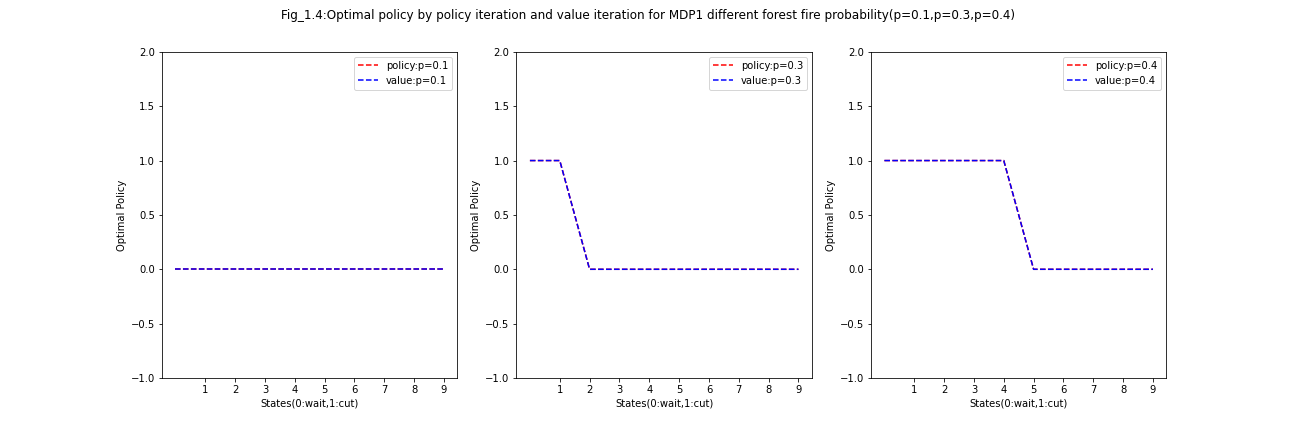 Fig_1.4:Optimal policy by policy iteration and value iteration for MDP1 different forest fire probability(p=0.1,p=0.3,p=0.4)
2.0
1.5
1.0
0.5
0.0
−0.5
−1.0
Optimal Policy
policy:p=0.1
value:p=0.1
1 2 3 4 5 6 7 8 9
States(0:wait,1:cut)
2.0
1.5
1.0
0.5
0.0
−0.5
−1.0
Optimal Policy
policy:p=0.3
value:p=0.3
1 2 3 4 5 6 7 8 9
States(0:wait,1:cut)
2.0
1.5
1.0
0.5
0.0
−0.5
−1.0
Optimal Policy
policy:p=0.4
value:p=0.4
1 2 3 4 5 6 7 8 9
States(0:wait,1:cut)